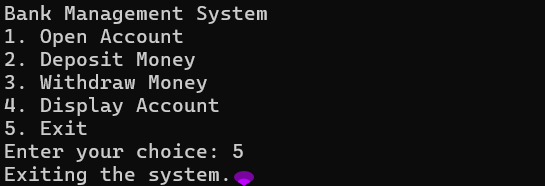 Bank Management System
1. Open Account
2. Deposit Money
3. Withdraw Money
4. Display Account
5. Exit
Enter your choice: 5
Exiting the system.